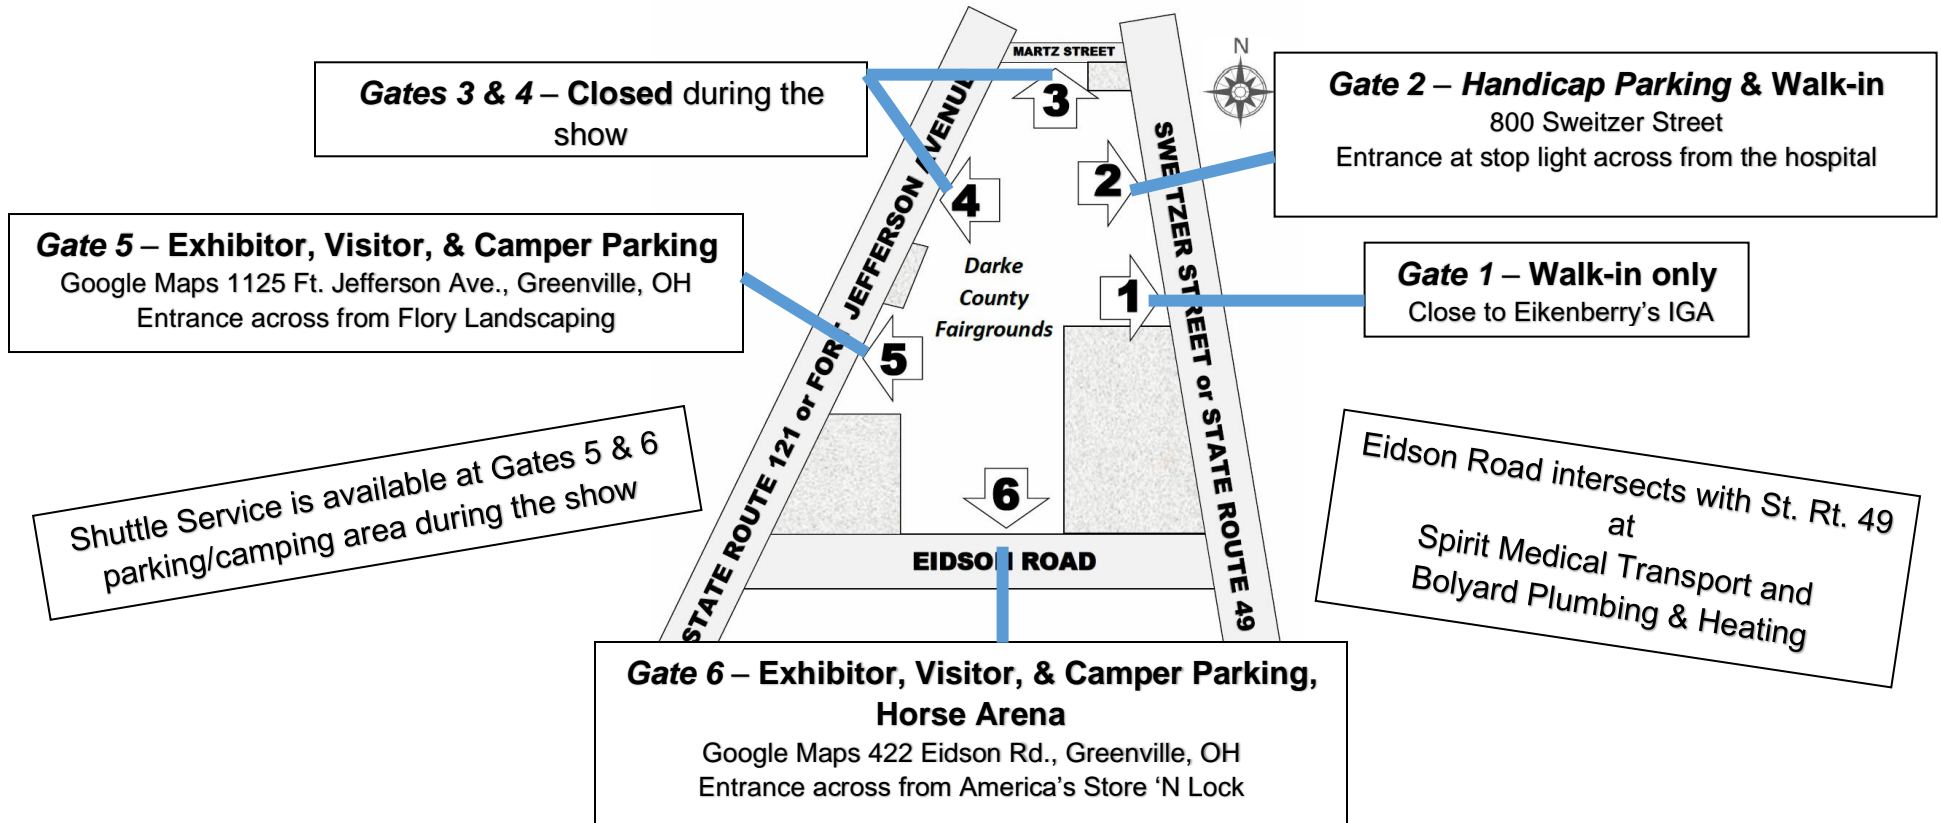 MARTZ STREET
N
Gates 3 & 4 – Closed during the
show
3
Gate 2 – Handicap Parking & Walk-in
800 Sweitzer Street
Entrance at stop light across from the hospital
2
4
Gate 5 – Exhibitor, Visitor, & Camper Parking
Google Maps 1125 Ft. Jefferson Ave., Greenville, OH
Entrance across from Flory Landscaping
Darke
County
Fairgrounds
1
Gate 1 – Walk-in only
Close to Eikenberry’s IGA
5
STATE ROUTE 121 or FORT JEFFERSON AVENUE
SWEITZER STREET or STATE ROUTE 49
Shuttle Service is available at Gates 5 & 6
parking/camping area during the show
6
EIDSON ROAD
Eidson Road intersects with St. Rt. 49
at
Spirit Medical Transport and
Bolyard Plumbing & Heating
Gate 6 – Exhibitor, Visitor, & Camper Parking,
Horse Arena
Google Maps 422 Eidson Rd., Greenville, OH
Entrance across from America’s Store ‘N Lock